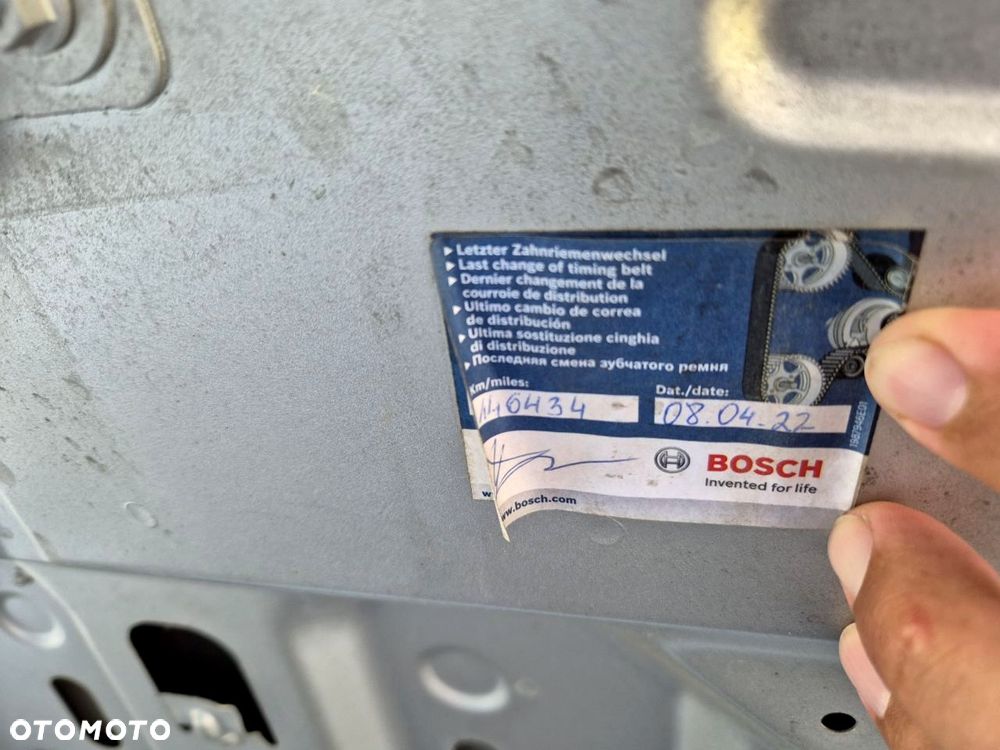 Letzter Zahnriemenwechsel
Last change of timing belt
Dernier changement de la
courroie de distribution
Ultimo cambio de correa
de distribución
Ultima sostituzione cinghia
di distribuzione
Последняя смена зубчатого ремня
Km/miles:
Dat./date:
08.04.22
1987946E01
BOSCH
Invented for life
www.bosch.com
w
OTOMOTO